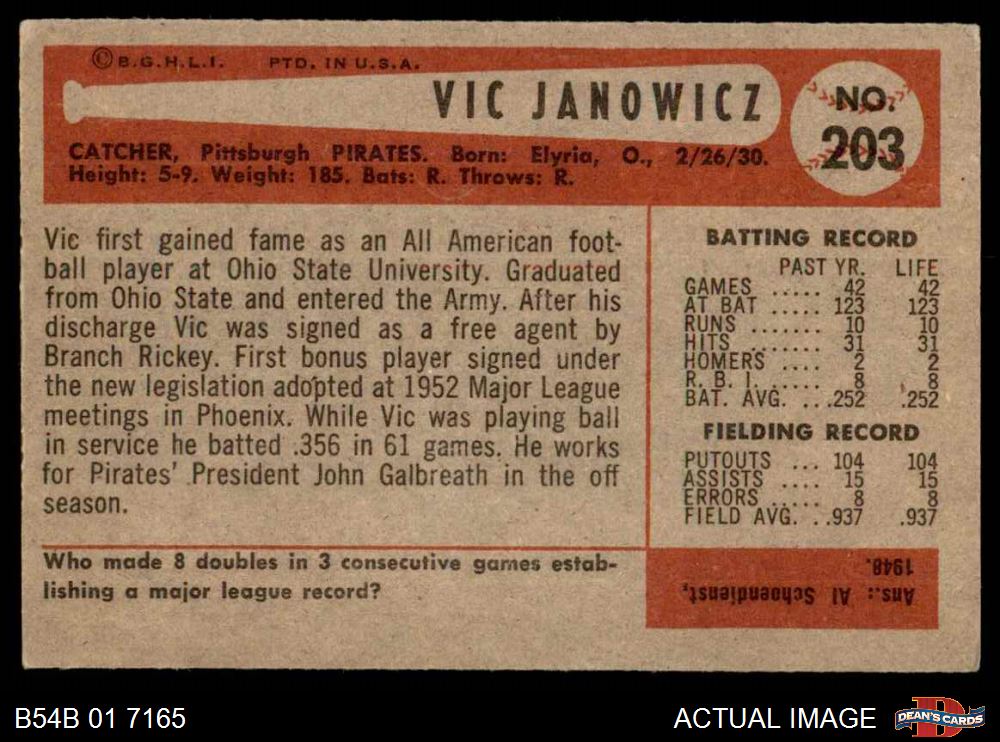 © B.G.H.L.I. PTD. IN U.S.A.
VIC JANOWICZ
NO.
203
CATCHER, Pittsburgh PIRATES. Born: Elyria, O., 2/26/30.
Height: 5-9. Weight: 185. Bats: R. Throws: R.
Vic first gained fame as an All American foot-
ball player at Ohio State University. Graduated
from Ohio State and entered the Army. After his
discharge Vic was signed as a free agent by
Branch Rickey. First bonus player signed under
the new legislation adopted at 1952 Major League
meetings in Phoenix. While Vic was playing ball
in service he batted .356 in 61 games. He works
for Pirates' President John Galbreath in the off
season.
BATTING RECORD
PAST YR. LIFE
GAMES ..... 42 42
AT BAT ..... 123 123
RUNS ....... 10 10
HITS ........ 31 31
HOMERS ..... 2 2
R. B. I. ...... 8 8
BAT. AVG. ....252 .252
FIELDING RECORD
PUTOUTS ... 104 104
ASSISTS .... 15 15
ERRORS ..... 8 8
FIELD AVG. ...937 .937
Who made 8 doubles in 3 consecutive games estab-
lishing a major league record?
Ans.: Al Schoendienst,
1948.
B54B 01 7165
ACTUAL IMAGE
D
DEAN'S CARDS